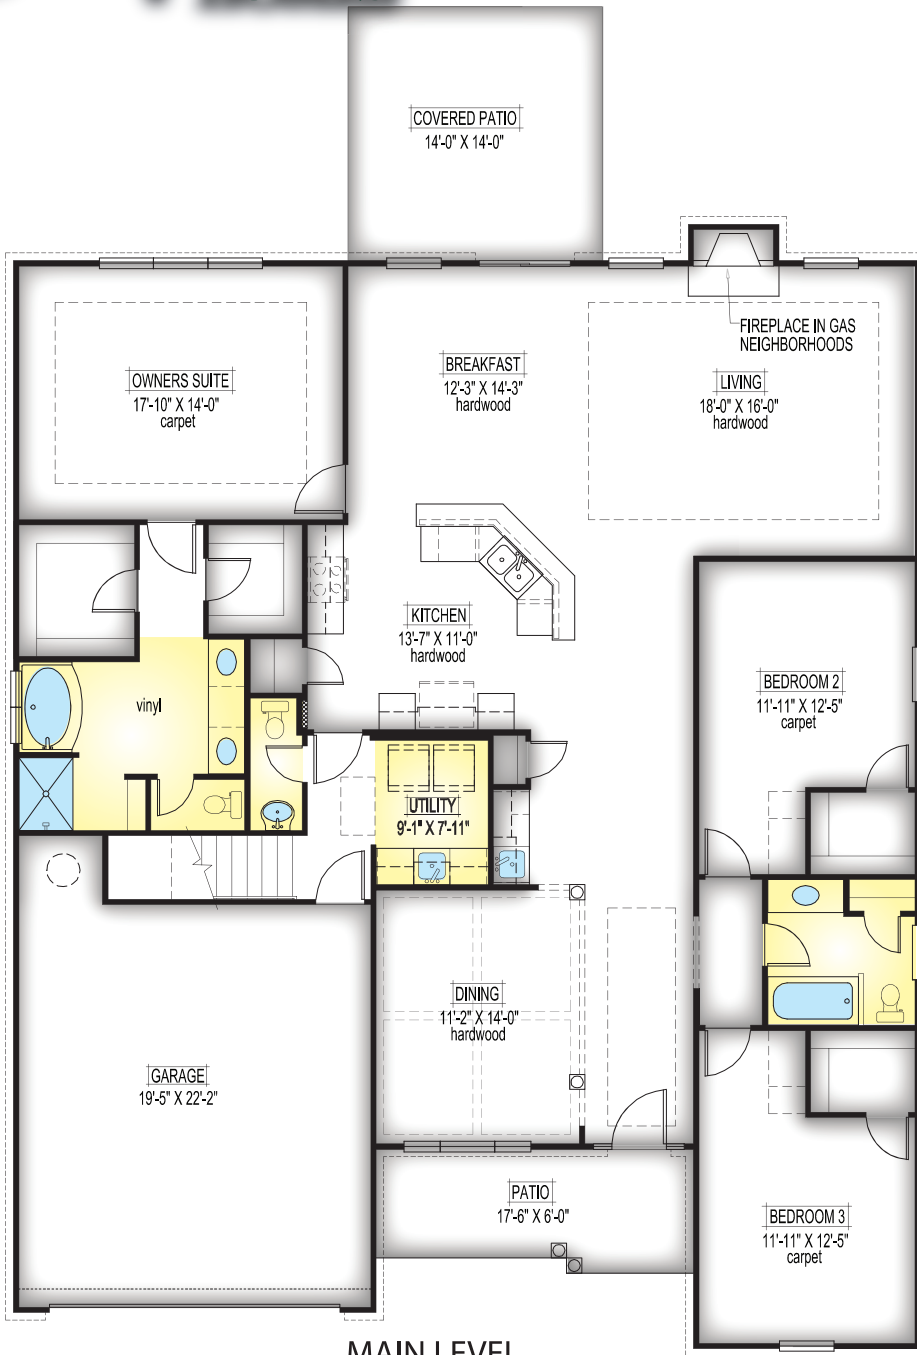 COVERED PATIO
14'-0" X 14'-0"
FIREPLACE IN GAS
NEIGHBORHOODS
OWNERS SUITE
17'-10" X 14'-0"
carpet
BREAKFAST
12'-3" X 14'-3"
hardwood
LIVING
18'-0" X 16'-0"
hardwood
KITCHEN
13'-7" X 11'-0"
hardwood
vinyl
BEDROOM 2
11'-11" X 12'-5"
carpet
UTILITY
9'-1" X 7'-11"
DINING
11'-2" X 14'-0"
hardwood
GARAGE
19'-5" X 22'-2"
PATIO
17'-6" X 6'-0"
BEDROOM 3
11'-11" X 12'-5"
carpet
MAIN LEVEL